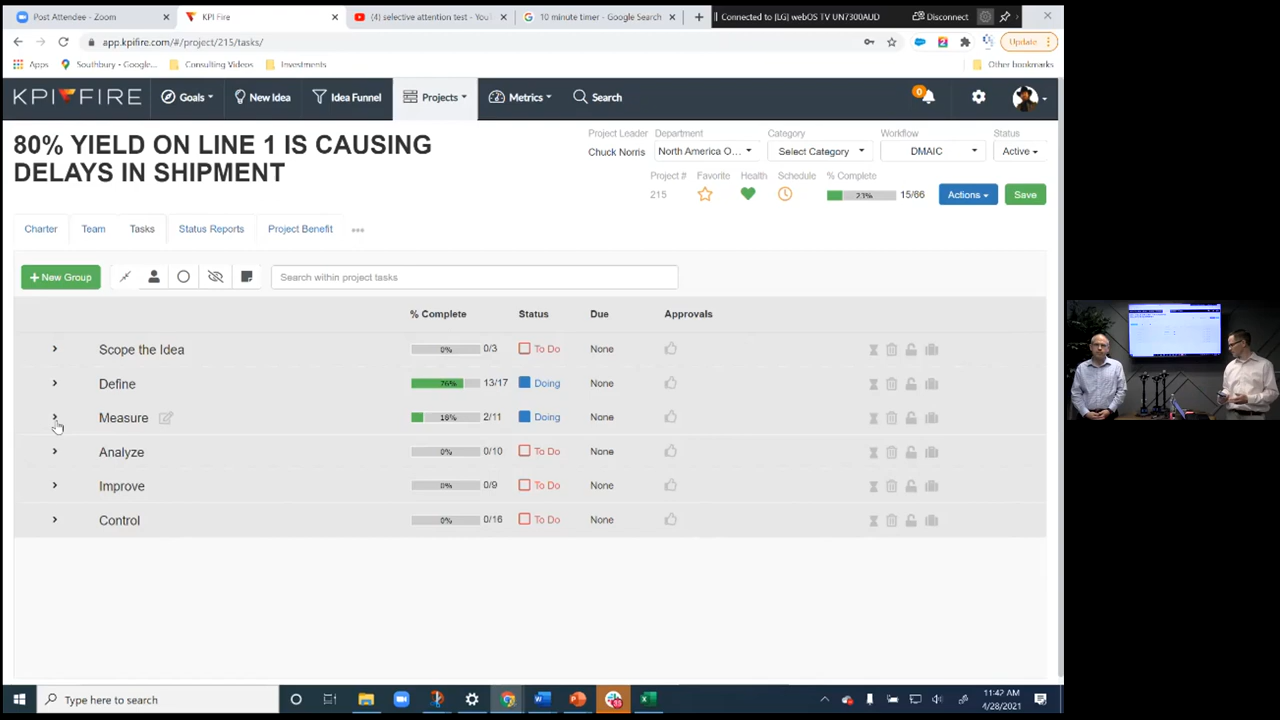 Post Attendee - Zoom
KPI Fire
(4) selective attention test - You
10 minute timer - Google Search
Connected to [LG] webOS TV UN7300AUD
Disconnect
app.kpifire.com/#/project/215/tasks/
Update
Apps
Southbury - Google...
Consulting Videos
Investments
Other bookmarks
KPI FIRE
Goals
New Idea
Idea Funnel
Projects
Metrics
Search
0
80% YIELD ON LINE 1 IS CAUSING
DELAYS IN SHIPMENT
Project Leader
Department
Category
Workflow
Status
Chuck Norris
North America O...
Select Category
DMAIC
Active
Project #
Favorite
Health
Schedule
% Complete
215
23%
15/66
Actions
Save
Charter
Team
Tasks
Status Reports
Project Benefit
+ New Group
Search within project tasks
% Complete
Status
Due
Approvals
Scope the Idea
0%
0/3
To Do
None
Define
76%
13/17
Doing
None
Measure
16%
2/11
Doing
None
Analyze
0%
0/10
To Do
None
Improve
0%
0/9
To Do
None
Control
0%
0/16
To Do
None
Type here to search
11:42 AM
4/28/2021